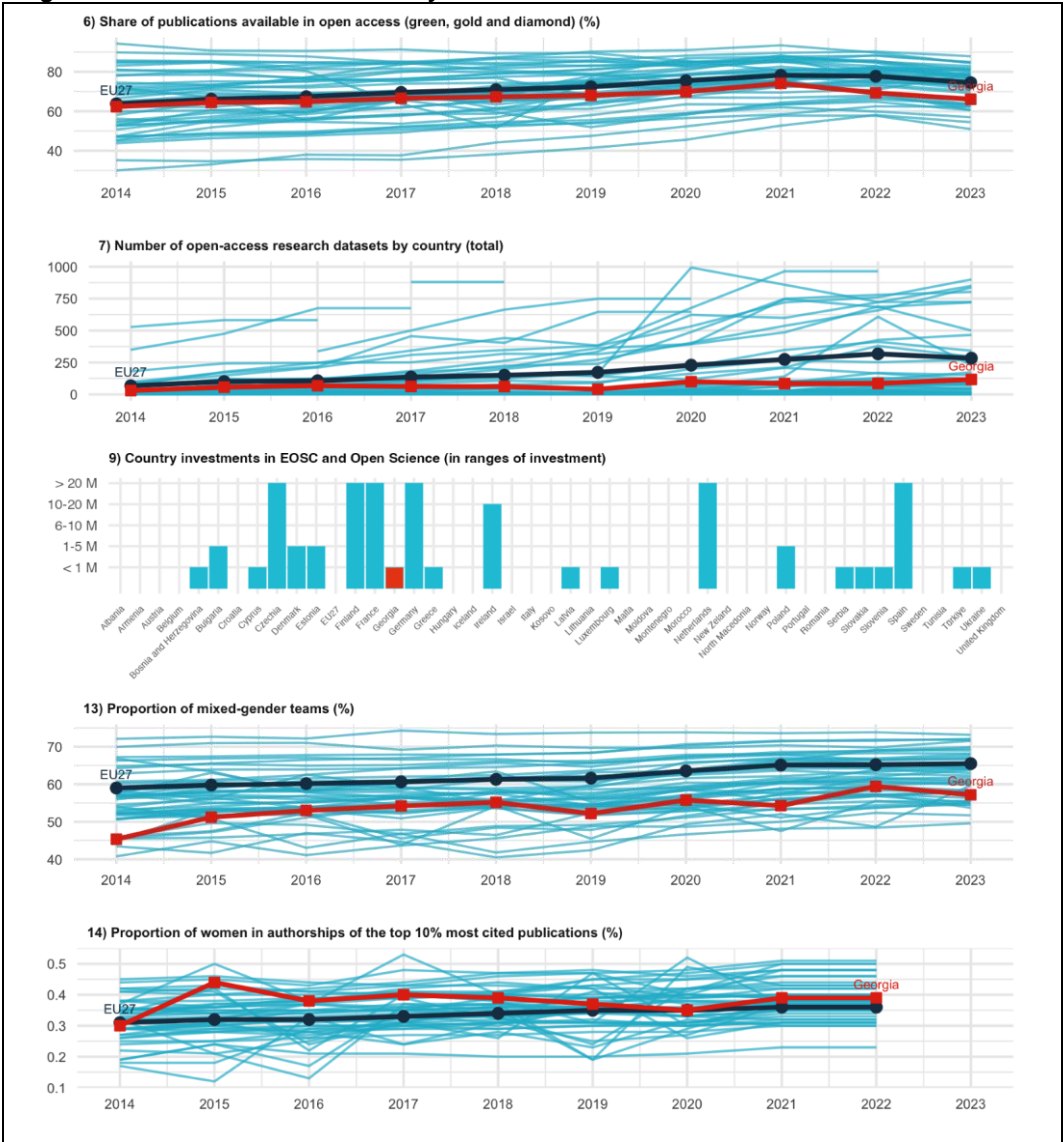 6) Share of publications available in open access (green, gold and diamond) (%)
80
60
40
EU27
Georgia
2014 2015 2016 2017 2018 2019 2020 2021 2022 2023
7) Number of open-access research datasets by country (total)
1000
750
500
250
0
EU27
Georgia
2014 2015 2016 2017 2018 2019 2020 2021 2022 2023
9) Country investments in EOSC and Open Science (in ranges of investment)
> 20 M
10-20 M
6-10 M
1-5 M
< 1 M
Albania
Armenia
Austria
Belgium
Bosnia and Herzegovina
Bulgaria
Croatia
Cyprus
Czechia
Denmark
Estonia
EU27
Finland
France
Georgia
Germany
Greece
Hungary
Iceland
Ireland
Israel
Italy
Kosovo
Latvia
Lithuania
Luxembourg
Malta
Moldova
Montenegro
Morocco
Netherlands
New Zeland
North Macedonia
Norway
Poland
Portugal
Romania
Serbia
Slovakia
Slovenia
Spain
Sweden
Tunisia
Türkiye
Ukraine
United Kingdom
13) Proportion of mixed-gender teams (%)
70
60
50
40
EU27
Georgia
2014 2015 2016 2017 2018 2019 2020 2021 2022 2023
14) Proportion of women in authorships of the top 10% most cited publications (%)
0.5
0.4
0.3
0.2
0.1
EU27
Georgia
2014 2015 2016 2017 2018 2019 2020 2021 2022 2023